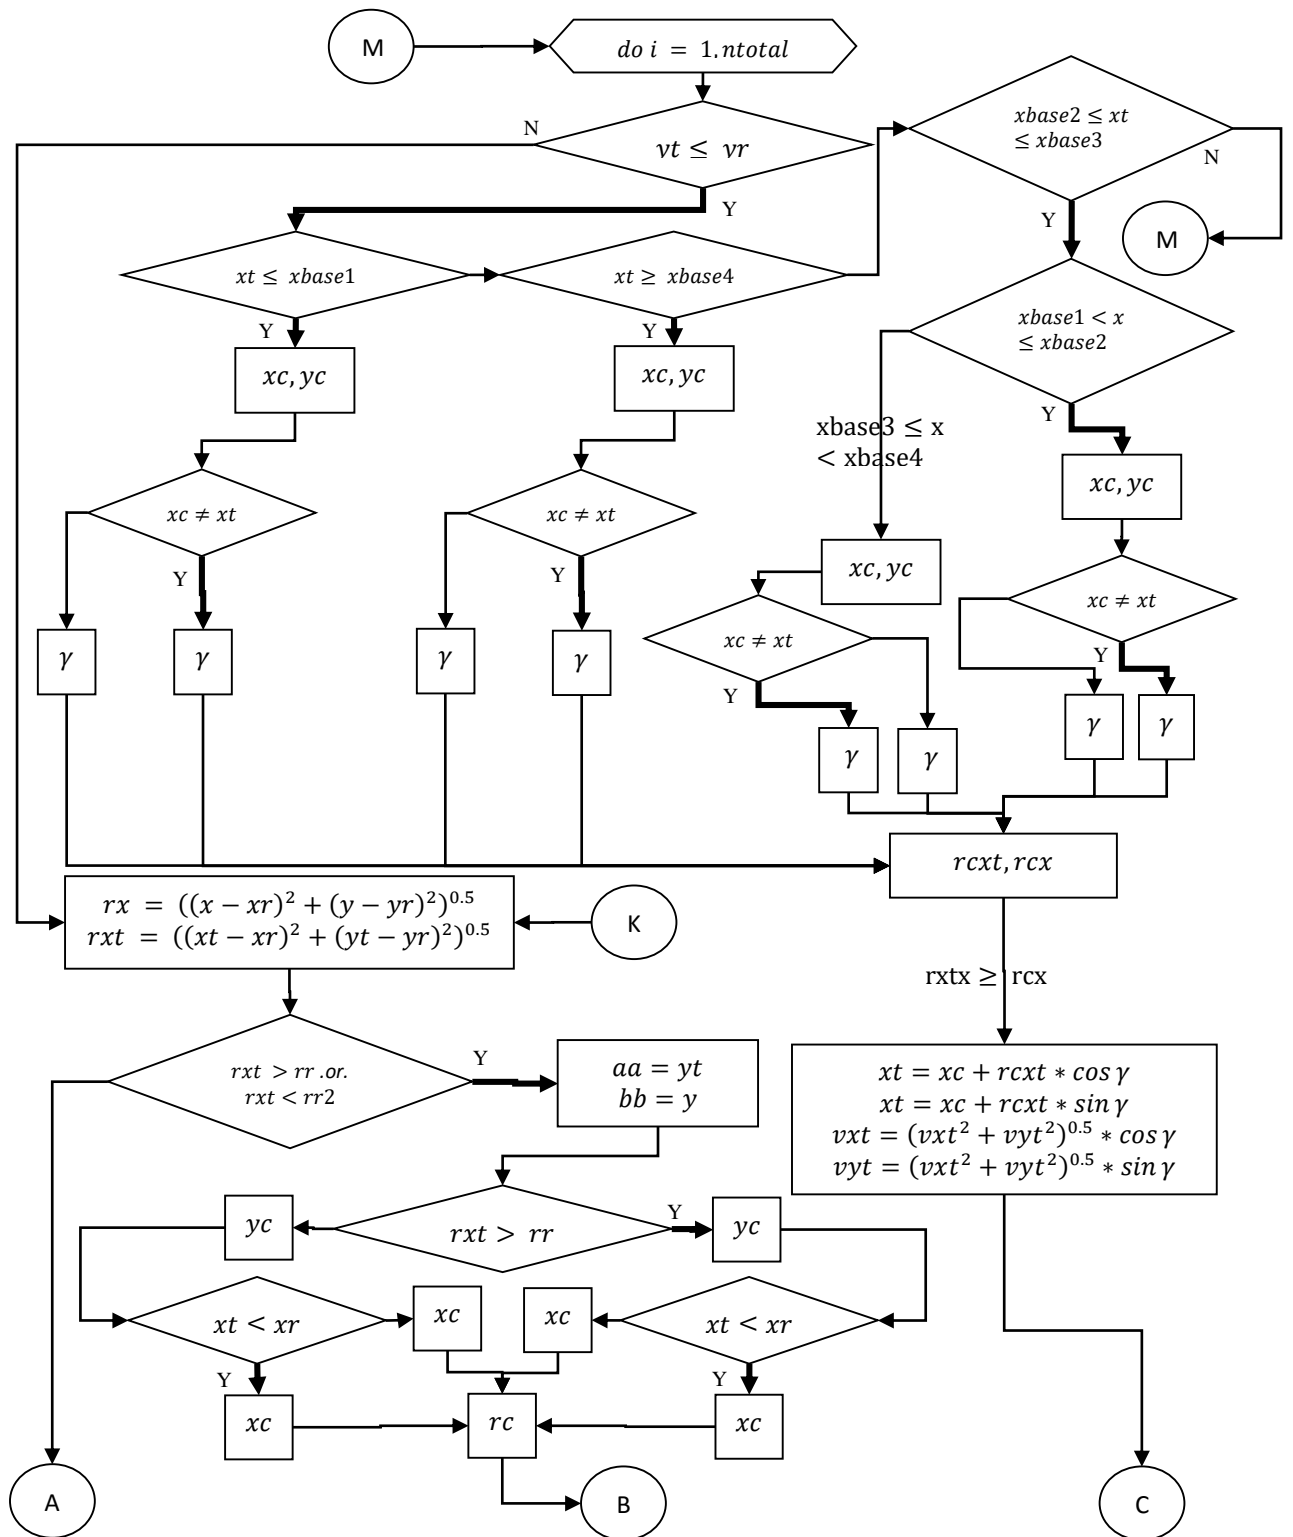 M
do i = 1.ntotal
xbase2 ≤ xt
≤ xbase3
N
vt ≤ vr
N
Y
Y
M
xt ≤ xbase1
xt ≥ xbase4
xbase1 < x
≤ xbase2
Y
Y
xc, yc
xc, yc
Y
xbase3 ≤ x
< xbase4
xc, yc
xc ≠ xt
xc ≠ xt
xc, yc
Y
Y
xc ≠ xt
xc ≠ xt
γ
γ
γ
γ
Y
Y
γ
γ
γ
γ
rcxt, rcx
rx = ((x − xr)² + (y − yr)²)⁰·⁵
rxt = ((xt − xr)² + (yt − yr)²)⁰·⁵
K
rxtx ≥ rcx
rxt > rr .or.
rxt < rr2
Y
aa = yt
bb = y
xt = xc + rcxt ∗ cos γ
xt = xc + rcxt ∗ sin γ
vxt = (vxt² + vyt²)⁰·⁵ ∗ cos γ
vyt = (vxt² + vyt²)⁰·⁵ ∗ sin γ
yc
rxt > rr
Y
yc
xt < xr
xc
xc
xt < xr
Y
Y
xc
rc
xc
A
B
C